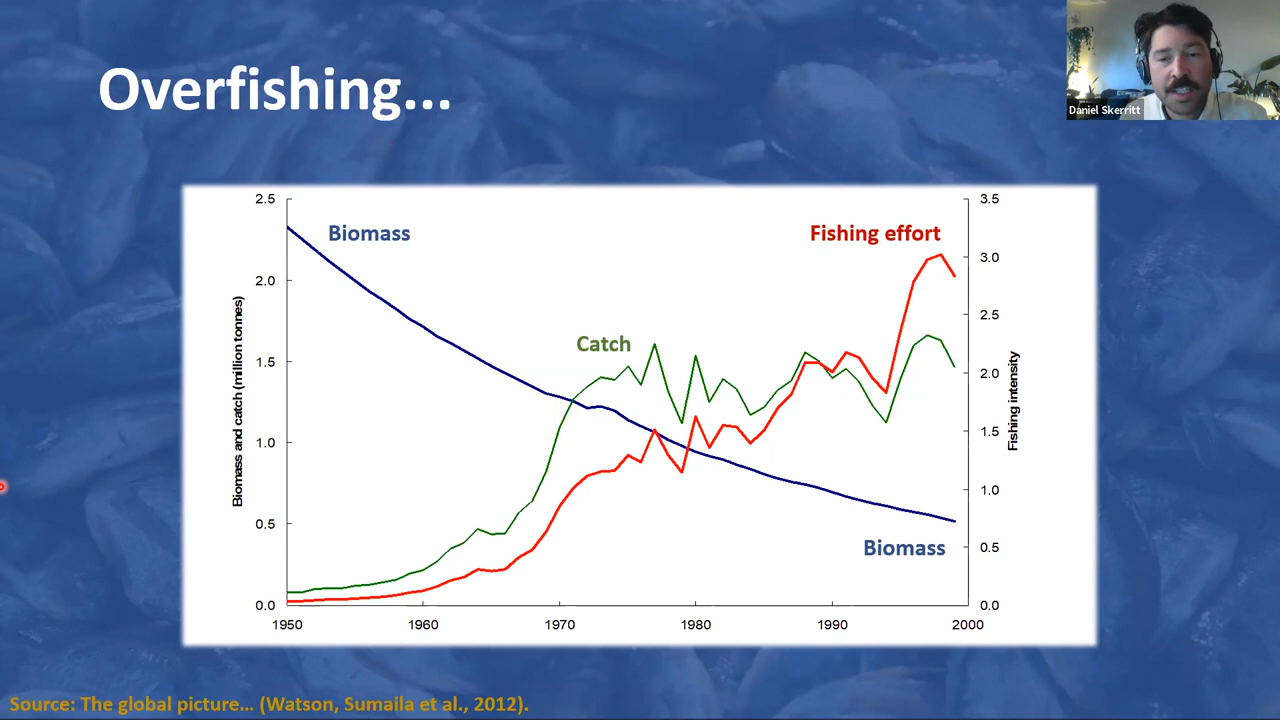 Overfishing...
Daniel Skerritt
2.5
3.5
Biomass
Fishing effort
3.0
2.0
2.5
Catch
1.5
2.0
Biomass and catch (million tonnes)
Fishing intensity
1.0
1.5
1.0
0.5
0.5
Biomass
0.0
0.0
1950
1960
1970
1980
1990
2000
Source: The global picture... (Watson, Sumaila et al., 2012).